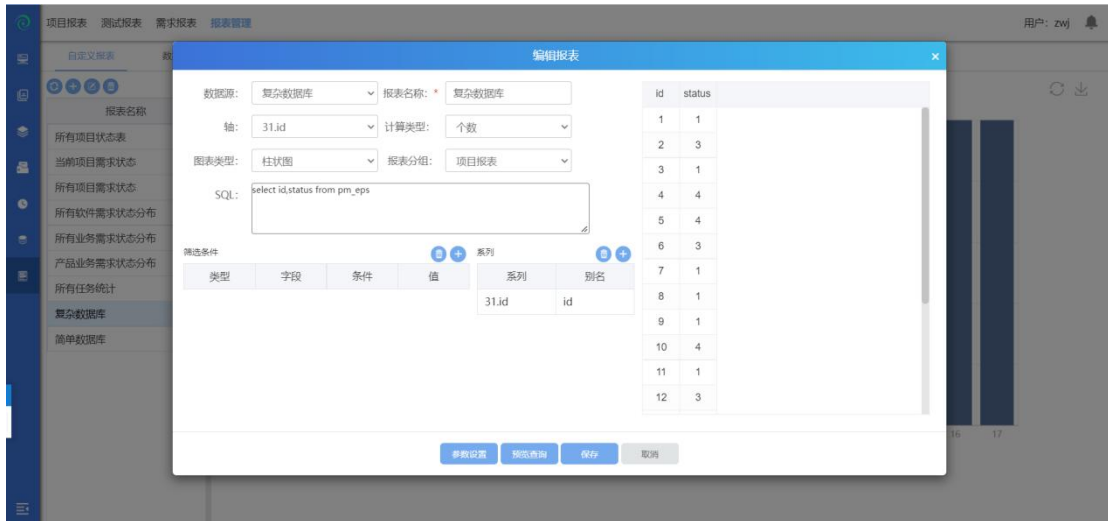 项目报表 测试报表 需求报表 报表管理 用户: zwj
自定义报表 数
报表名称
所有项目状态表
当前项目需求状态
所有项目需求状态
所有软件需求状态分布
所有业务需求状态分布
产品业务需求状态分布
所有任务统计
复杂数据库
简单数据库
编辑报表 ×
数据源: 复杂数据库 报表名称: * 复杂数据库
轴: 31.id 计算类型: 个数
图表类型: 柱状图 报表分组: 项目报表
SQL: select id,status from pm_eps
筛选条件 系列
类型 字段 条件 值 系列 别名
31.id id
id status
1 1
2 3
3 1
4 4
5 4
6 3
7 1
8 1
9 1
10 4
11 1
12 3
参数设置 预览查询 保存 取消
16 17